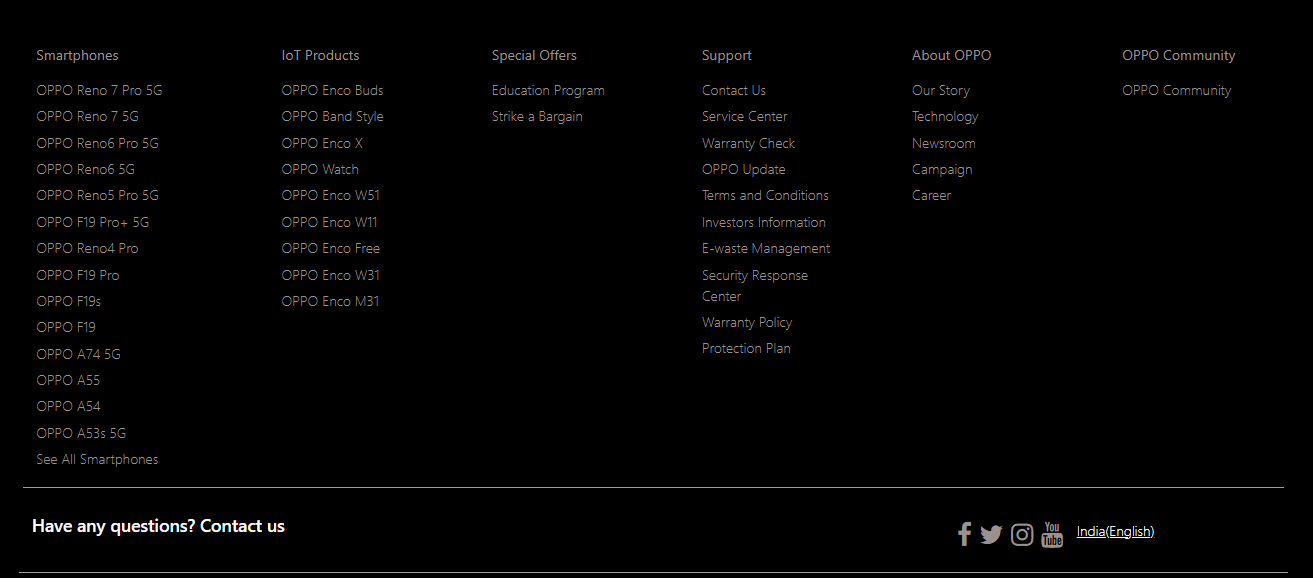 Smartphones
OPPO Reno 7 Pro 5G
OPPO Reno 7 5G
OPPO Reno6 Pro 5G
OPPO Reno6 5G
OPPO Reno5 Pro 5G
OPPO F19 Pro+ 5G
OPPO Reno4 Pro
OPPO F19 Pro
OPPO F19s
OPPO F19
OPPO A74 5G
OPPO A55
OPPO A54
OPPO A53s 5G
See All Smartphones
IoT Products
OPPO Enco Buds
OPPO Band Style
OPPO Enco X
OPPO Watch
OPPO Enco W51
OPPO Enco W11
OPPO Enco Free
OPPO Enco W31
OPPO Enco M31
Special Offers
Education Program
Strike a Bargain
Support
Contact Us
Service Center
Warranty Check
OPPO Update
Terms and Conditions
Investors Information
E-waste Management
Security Response
Center
Warranty Policy
Protection Plan
About OPPO
Our Story
Technology
Newsroom
Campaign
Career
OPPO Community
OPPO Community
Have any questions? Contact us
You
Tube
India(English)